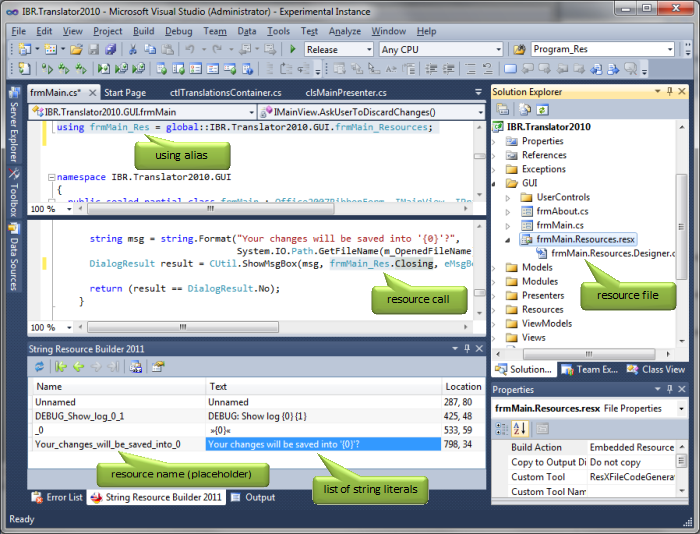 IBR.Translator2010 - Microsoft Visual Studio (Administrator) - Experimental Instance
File Edit View Project Build Debug Team Data Tools Test Analyze Window Help
Release Any CPU Program_Res
frmMain.cs* Start Page ctlTranslationsContainer.cs clsMainPresenter.cs
IBR.Translator2010.GUI.frmMain IMainView.AskUserToDiscardChanges()
using frmMain_Res = global::IBR.Translator2010.GUI.frmMain_Resources;
using alias
namespace IBR.Translator2010.GUI
{
public sealed partial class frmMain : Office2007RibbonForm, IMainView,
100 %
string msg = string.Format("Your changes will be saved into '{0}'?",
System.IO.Path.GetFileName(m_OpenedFileName
DialogResult result = CUtil.ShowMsgBox(msg, frmMain_Res.Closing, eMsgBo
resource call
return (result == DialogResult.No);
}
100 %
String Resource Builder 2011
Name Text Location
Unnamed Unnamed 287, 80
DEBUG_Show_log_0_1 DEBUG: Show log {0} {1} 425, 48
_0 »{0}« 533, 59
Your_changes_will_be_saved_into_0 Your changes will be saved into '{0}'? 798, 34
resource name (placeholder)
list of string literals
Error List String Resource Builder 2011 Output
Ready
Server Explorer
Toolbox
Data Sources
Solution Explorer
IBR.Translator2010
Properties
References
Exceptions
GUI
UserControls
frmAbout.cs
frmMain.cs
frmMain.Resources.resx
frmMain.Resources.Designer.c
resource file
Models
Modules
Presenters
Resources
ViewModels
Views
Solution... Team Ex... Class View
Properties
frmMain.Resources.resx File Properties
Build Action Embedded Resource
Copy to Output Di Do not copy
Custom Tool ResXFileCodeGenerat
Custom Tool Nam